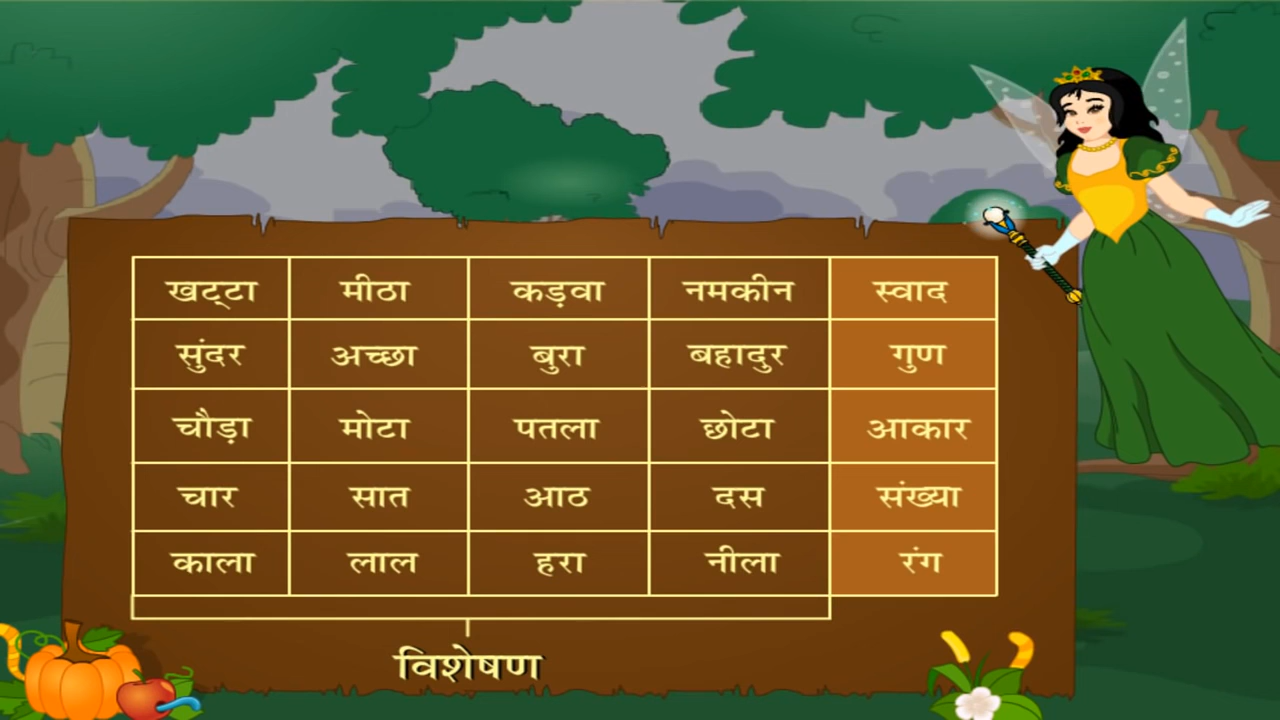 खट्टा मीठा कड़वा नमकीन स्वाद
सुंदर अच्छा बुरा बहादुर गुण
चौड़ा मोटा पतला छोटा आकार
चार सात आठ दस संख्या
काला लाल हरा नीला रंग
विशेषण